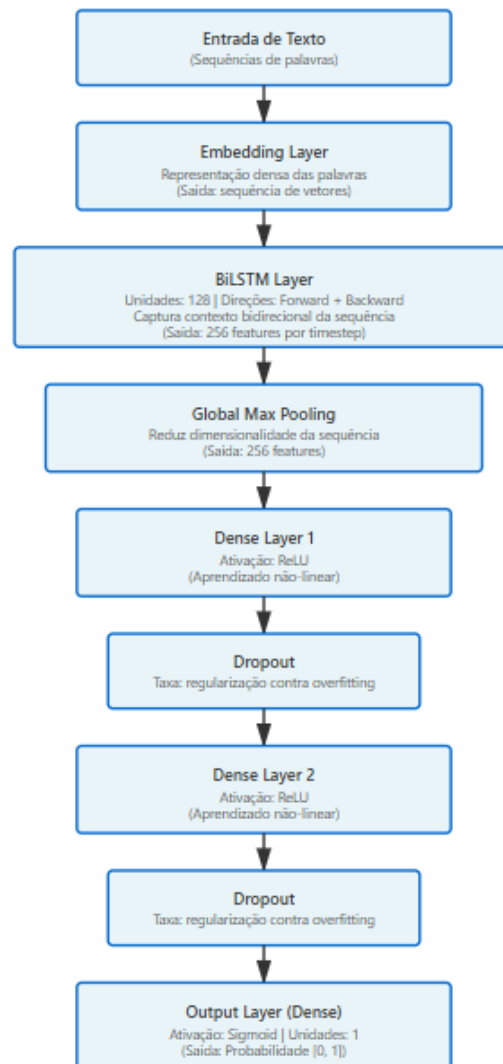 Entrada de Texto
(Sequências de palavras)
Embedding Layer
Representação densa das palavras
(Saída: sequência de vetores)
BiLSTM Layer
Unidades: 128 | Direções: Forward + Backward
Captura contexto bidirecional da sequência
(Saída: 256 features por timestep)
Global Max Pooling
Reduz dimensionalidade da sequência
(Saída: 256 features)
Dense Layer 1
Ativação: ReLU
(Aprendizado não-linear)
Dropout
Taxa: regularização contra overfitting
Dense Layer 2
Ativação: ReLU
(Aprendizado não-linear)
Dropout
Taxa: regularização contra overfitting
Output Layer (Dense)
Ativação: Sigmoid | Unidades: 1
(Saída: Probabilidade [0, 1])